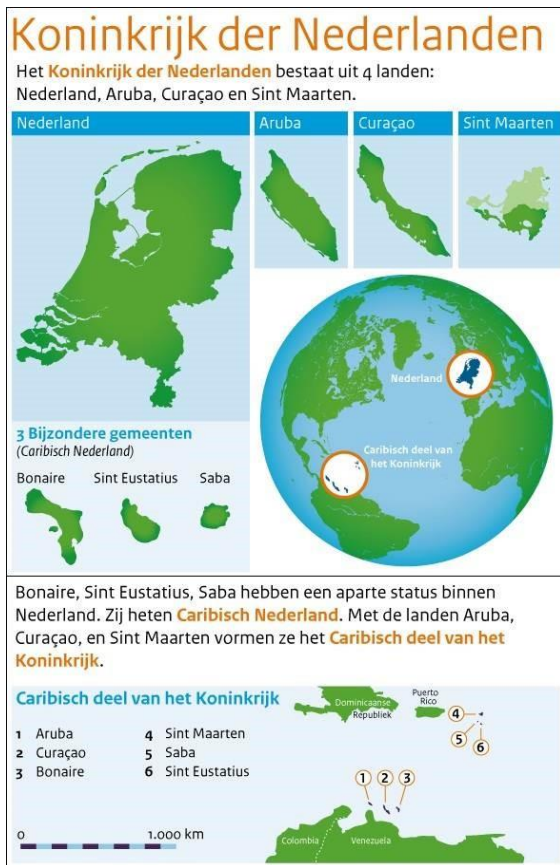 Koninkrijk der Nederlanden
Het Koninkrijk der Nederlanden bestaat uit 4 landen:
Nederland, Aruba, Curaçao en Sint Maarten.
Nederland
Aruba
Curaçao
Sint Maarten
Nederland
Caribisch deel van
het Koninkrijk
3 Bijzondere gemeenten
(Caribisch Nederland)
Bonaire
Sint Eustatius
Saba
Bonaire, Sint Eustatius, Saba hebben een aparte status binnen
Nederland. Zij heten Caribisch Nederland. Met de landen Aruba,
Curaçao, en Sint Maarten vormen ze het Caribisch deel van het
Koninkrijk.
Caribisch deel van het Koninkrijk
1 Aruba
2 Curaçao
3 Bonaire
4 Sint Maarten
5 Saba
6 Sint Eustatius
0 1.000 km
Dominicaanse
Republiek
Puerto
Rico
4
5
6
1
2
3
Colombia
Venezuela